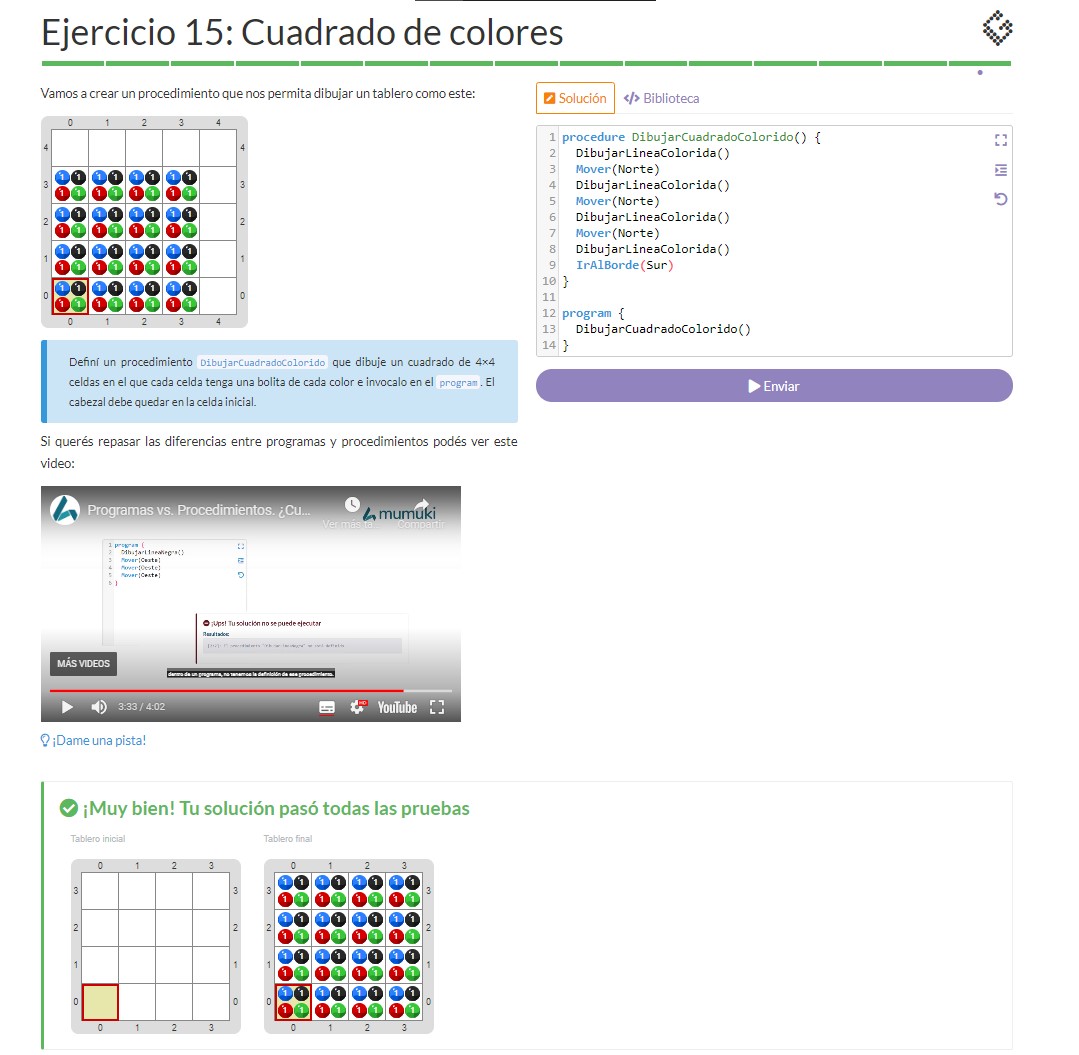 Ejercicio 15: Cuadrado de colores
Vamos a crear un procedimiento que nos permita dibujar un tablero como este:
0 1 2 3 4
4 4
3 1 1 1 1 1 1 1 1 3
1 1 1 1 1 1 1 1
2 1 1 1 1 1 1 1 1 2
1 1 1 1 1 1 1 1
1 1 1 1 1 1 1 1 1 1
1 1 1 1 1 1 1 1
0 1 1 1 1 1 1 1 1 0
1 1 1 1 1 1 1 1
0 1 2 3 4
Definí un procedimiento DibujarCuadradoColorido que dibuje un cuadrado de 4×4
celdas en el que cada celda tenga una bolita de cada color e invocalo en el program. El
cabezal debe quedar en la celda inicial.
Si querés repasar las diferencias entre programas y procedimientos podés ver este
video:
Programas vs. Procedimientos. ¿Cu...
mumuki
Ver más ta... Compartir
1 program {
2 DibujarLineaNegra()
3 Mover(Oeste)
4 Mover(Oeste)
5 Mover(Oeste)
6 }
¡Ups! Tu solución no se puede ejecutar
Resultados:
MÁS VIDEOS
dentro de un programa, no tenemos la definición de ese procedimiento.
3:33 / 4:02
HD
YouTube
¡Dame una pista!
Solución
</> Biblioteca
1 procedure DibujarCuadradoColorido() {
2 DibujarLineaColorida()
3 Mover(Norte)
4 DibujarLineaColorida()
5 Mover(Norte)
6 DibujarLineaColorida()
7 Mover(Norte)
8 DibujarLineaColorida()
9 IrAlBorde(Sur)
10 }
11
12 program {
13 DibujarCuadradoColorido()
14 }
Enviar
¡Muy bien! Tu solución pasó todas las pruebas
Tablero inicial
0 1 2 3
3 3
2 2
1 1
0 0
0 1 2 3
Tablero final
0 1 2 3
3 1 1 1 1 1 1 1 1 3
1 1 1 1 1 1 1 1
2 1 1 1 1 1 1 1 1 2
1 1 1 1 1 1 1 1
1 1 1 1 1 1 1 1 1 1
1 1 1 1 1 1 1 1
0 1 1 1 1 1 1 1 1 0
1 1 1 1 1 1 1 1
0 1 2 3